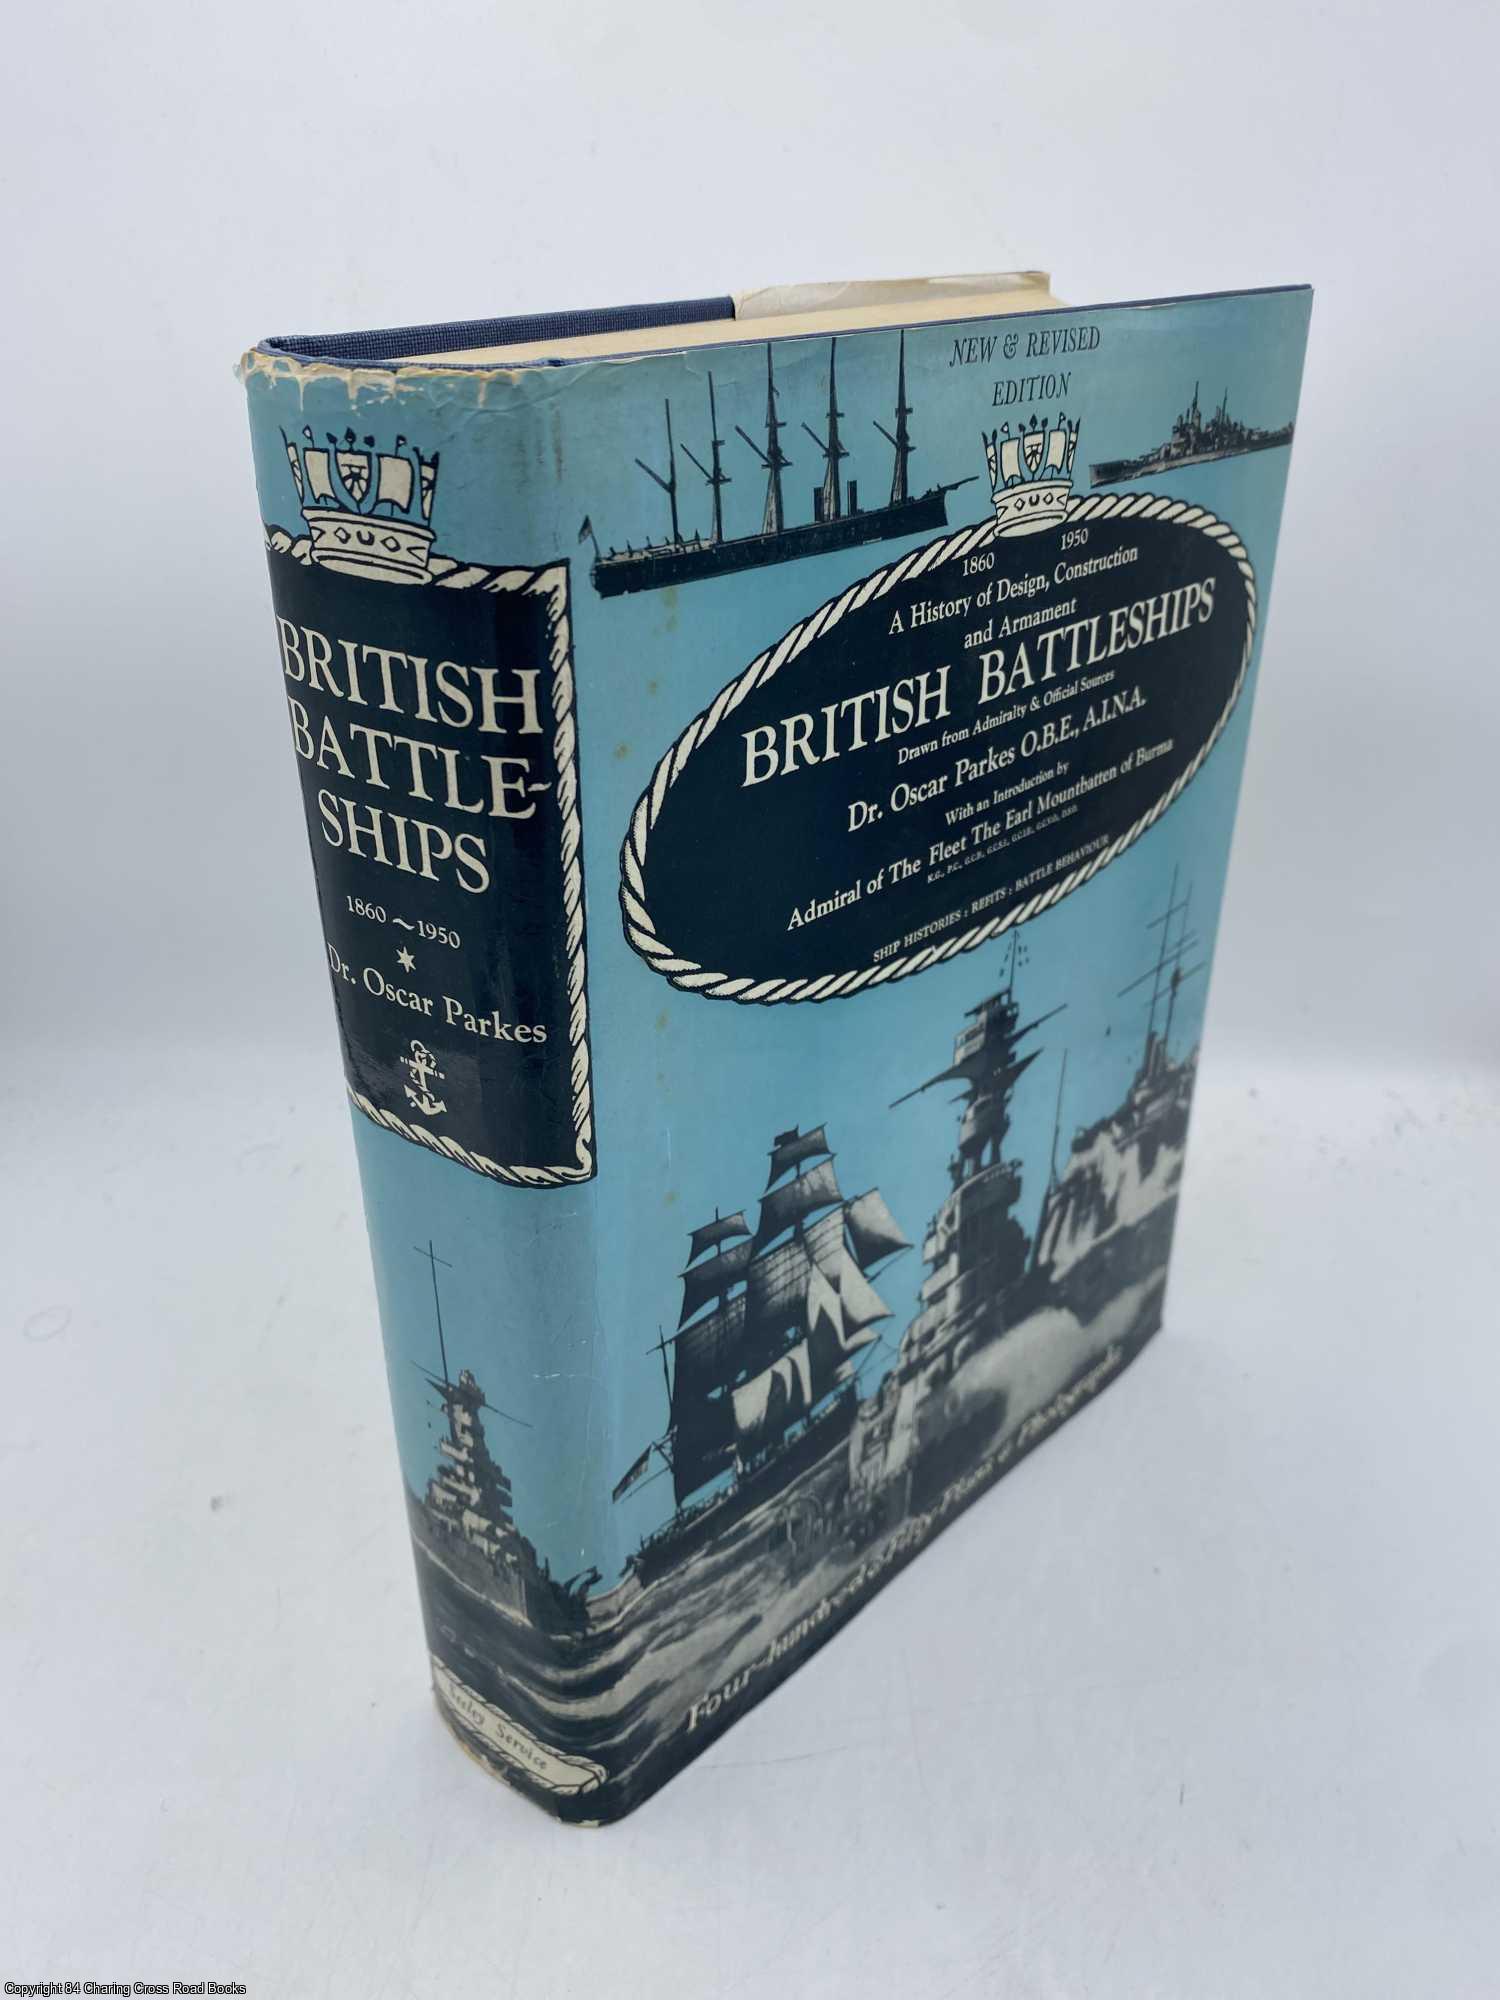 BRITISH
BATTLE-
SHIPS
1860~1950
Dr. Oscar Parkes
Seeley Service
NEW & REVISED
EDITION
1860 1950
A History of Design, Construction
and Armament
BRITISH BATTLESHIPS
Drawn from Admiralty & Official Sources
Dr. Oscar Parkes O.B.E., A.I.N.A.
With an Introduction by
Admiral of The Fleet The Earl Mountbatten of Burma
K.G., P.C., G.C.B., G.C.S.I., G.C.I.E., G.C.V.O., D.S.O.
SHIP HISTORIES : REFITS : BATTLE BEHAVIOUR
Four-hundred & Fifty Plans & Photographs
Copyright 84 Charing Cross Road Books